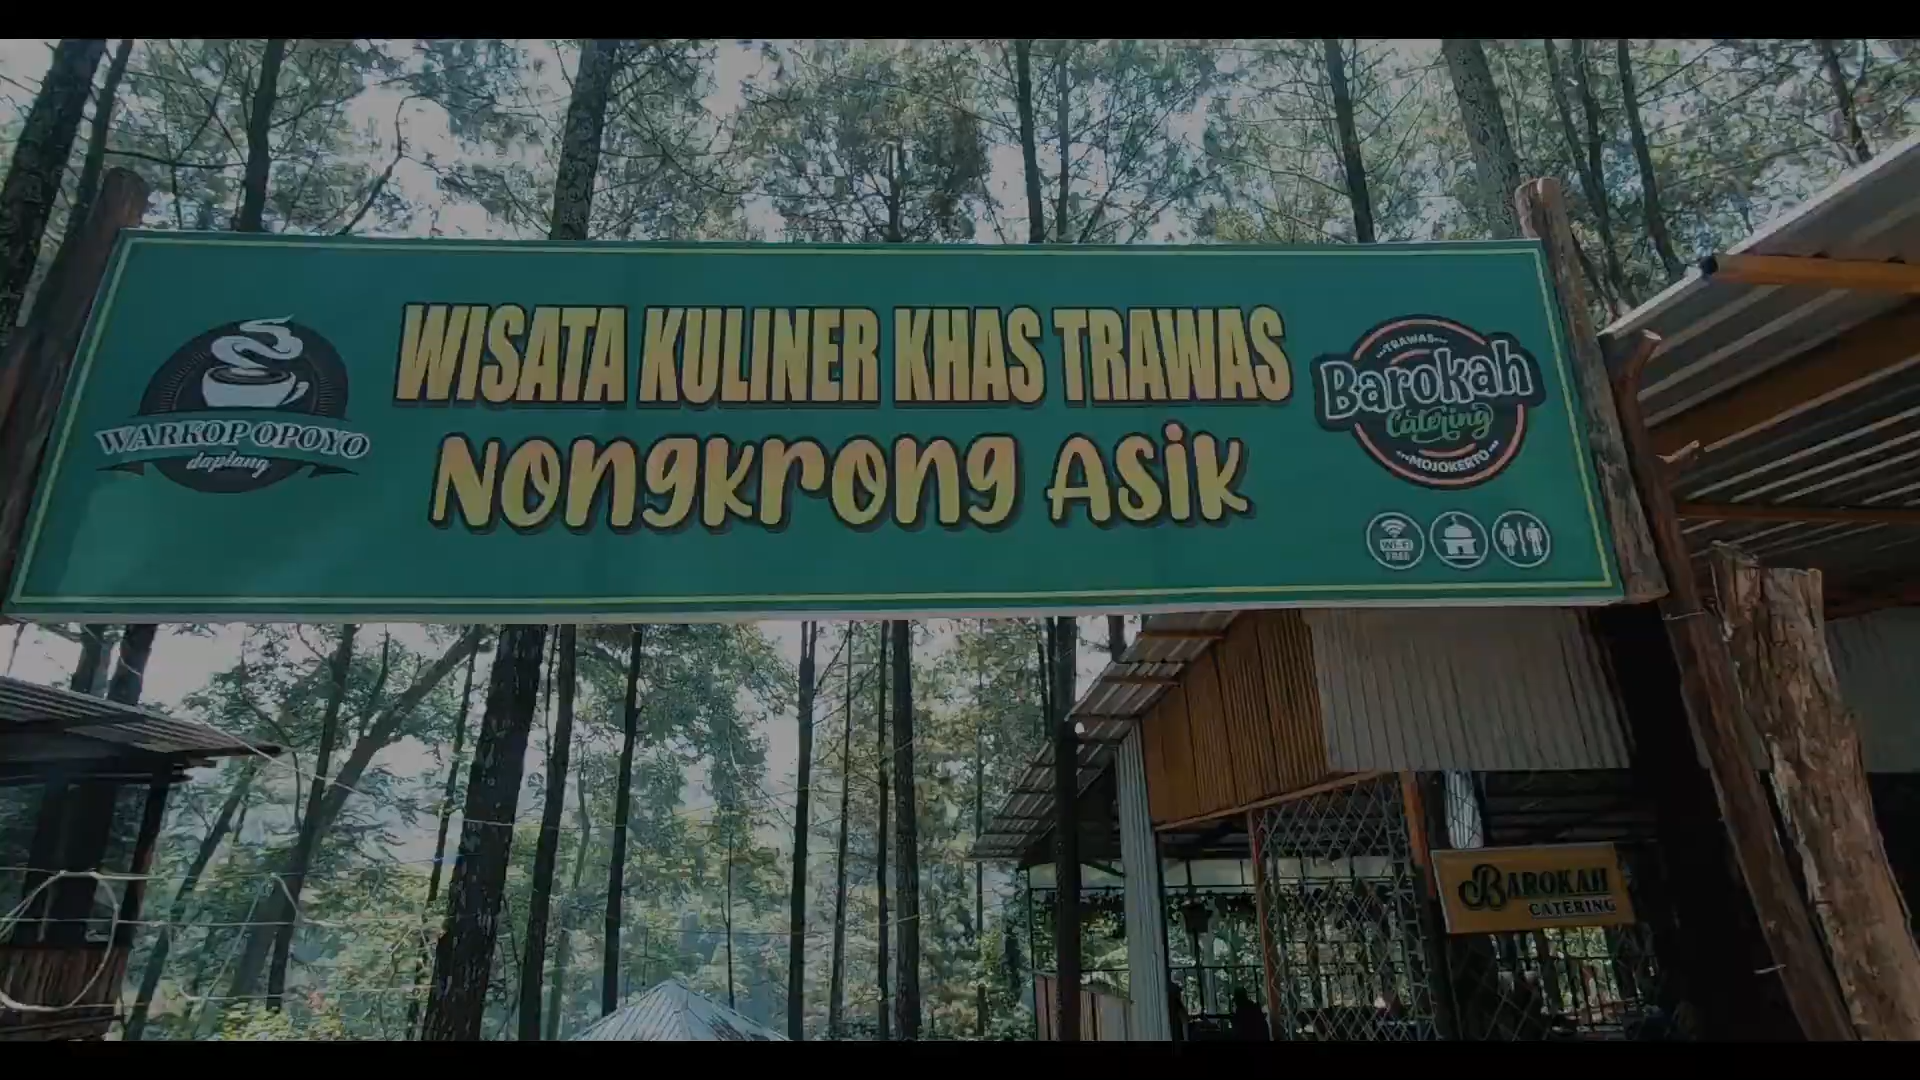 WISATA KULINER KHAS TRAWAS
Nongkrong Asik
WARKOP OPOYO
daplang
TRAWAS
Barokah
Catering
MOJOKERTO
Wi-Fi
FREE
BAROKAH
CATERING